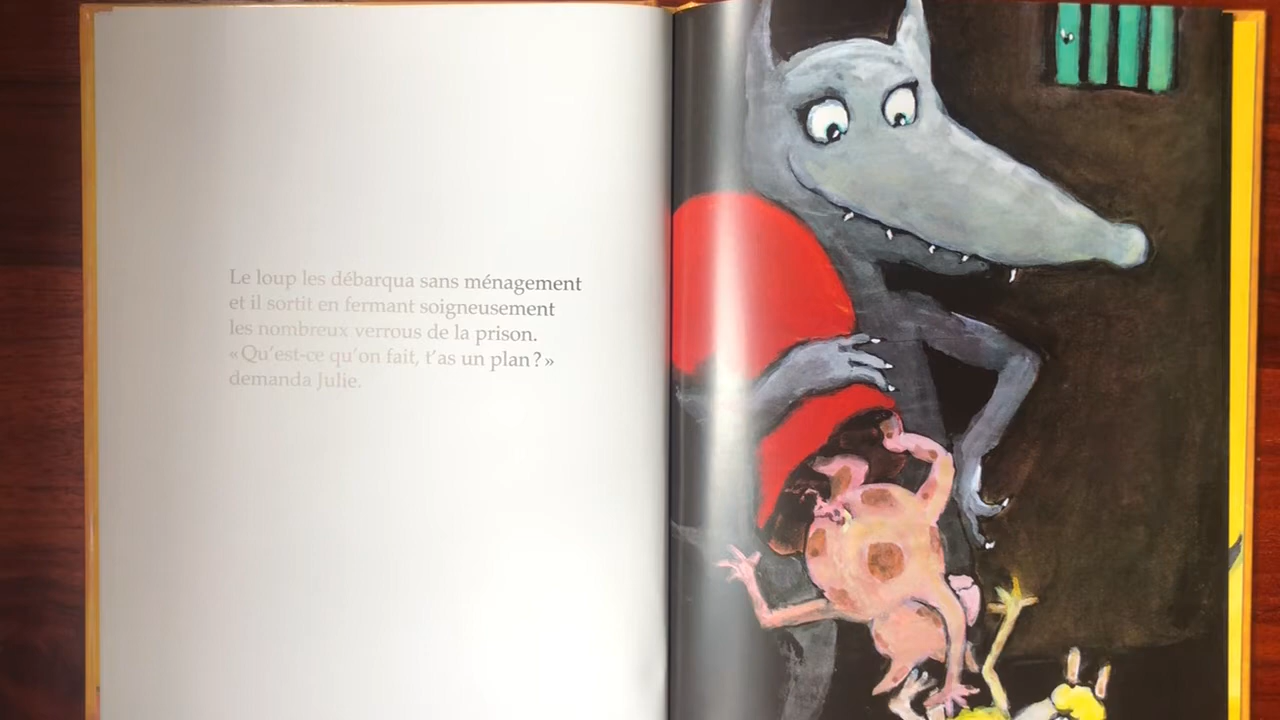 Le loup les débarqua sans ménagement
et il sortit en fermant soigneusement
les nombreux verrous de la prison.
« Qu'est-ce qu'on fait, t'as un plan ? »
demanda Julie.